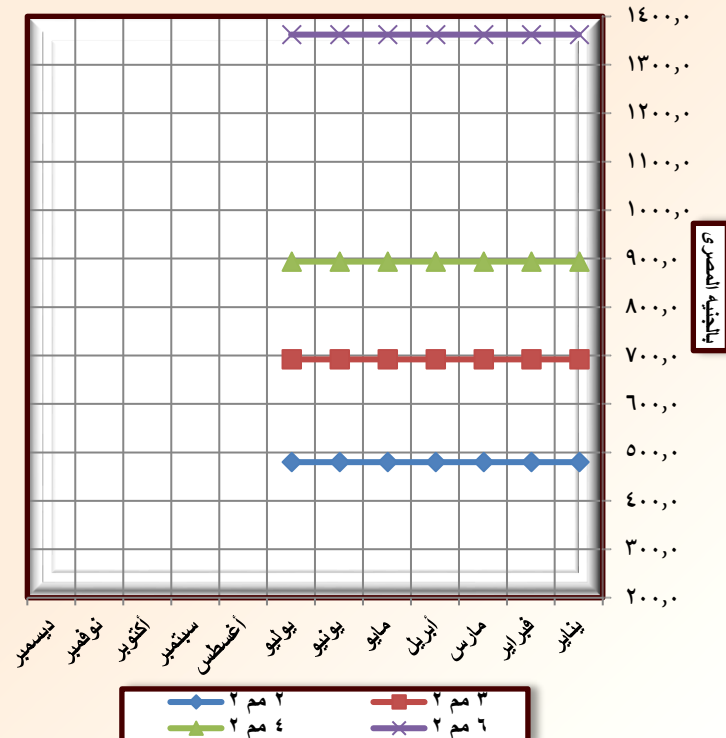 ١٤٠٠,٠
١٣٠٠,٠
١٢٠٠,٠
١١٠٠,٠
١٠٠٠,٠
٩٠٠,٠
٨٠٠,٠
٧٠٠,٠
٦٠٠,٠
٥٠٠,٠
٤٠٠,٠
٣٠٠,٠
٢٠٠,٠
بالجنيه المصرى
يناير
فبراير
مارس
أبريل
مايو
يونيو
يوليو
أغسطس
سبتمبر
أكتوبر
نوفمبر
ديسمبر
٣ مم ٢
٢ مم ٢
٦ مم ٢
٤ مم ٢